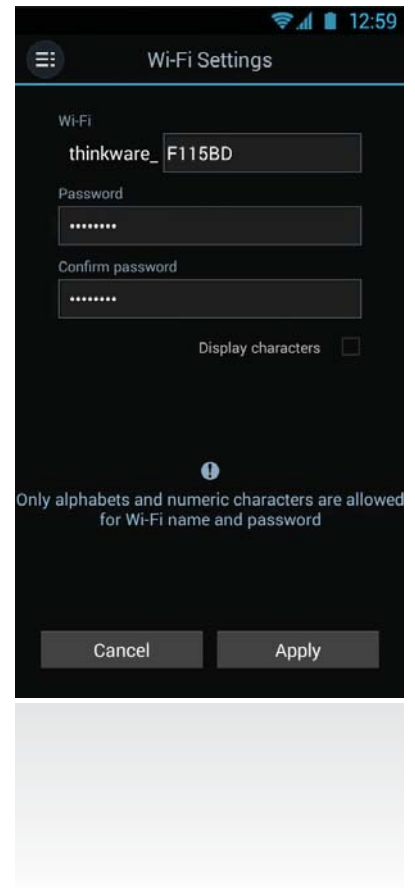 12:59
Wi-Fi Settings
Wi-Fi
thinkware_ F115BD
Password
••••••••
Confirm password
••••••••
Display characters
Only alphabets and numeric characters are allowed
for Wi-Fi name and password
Cancel Apply